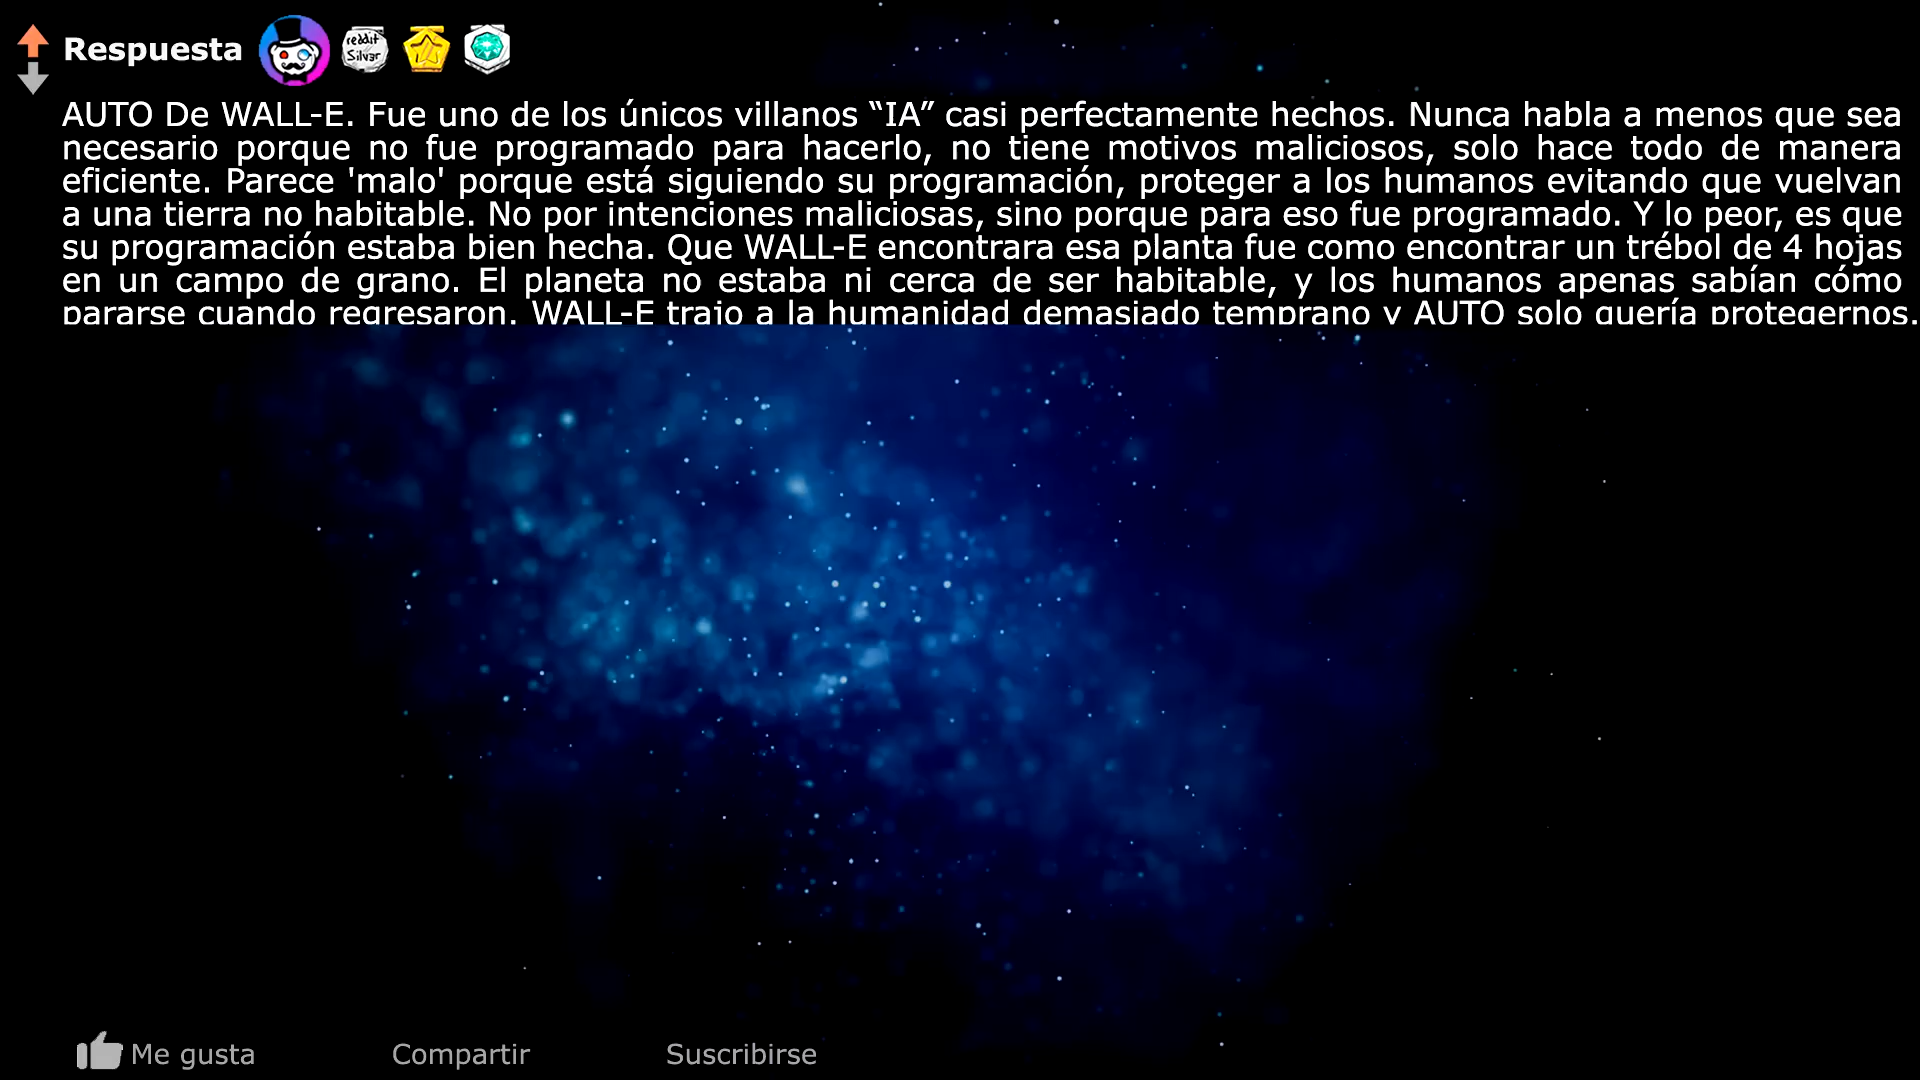 Respuesta
reddit
Silver
AUTO De WALL-E. Fue uno de los únicos villanos “IA” casi perfectamente hechos. Nunca habla a menos que sea
necesario porque no fue programado para hacerlo, no tiene motivos maliciosos, solo hace todo de manera
eficiente. Parece 'malo' porque está siguiendo su programación, proteger a los humanos evitando que vuelvan
a una tierra no habitable. No por intenciones maliciosas, sino porque para eso fue programado. Y lo peor, es que
su programación estaba bien hecha. Que WALL-E encontrara esa planta fue como encontrar un trébol de 4 hojas
en un campo de grano. El planeta no estaba ni cerca de ser habitable, y los humanos apenas sabían cómo
pararse cuando regresaron. WALL-E trajo a la humanidad demasiado temprano y AUTO solo quería protegernos.
Me gusta
Compartir
Suscribirse